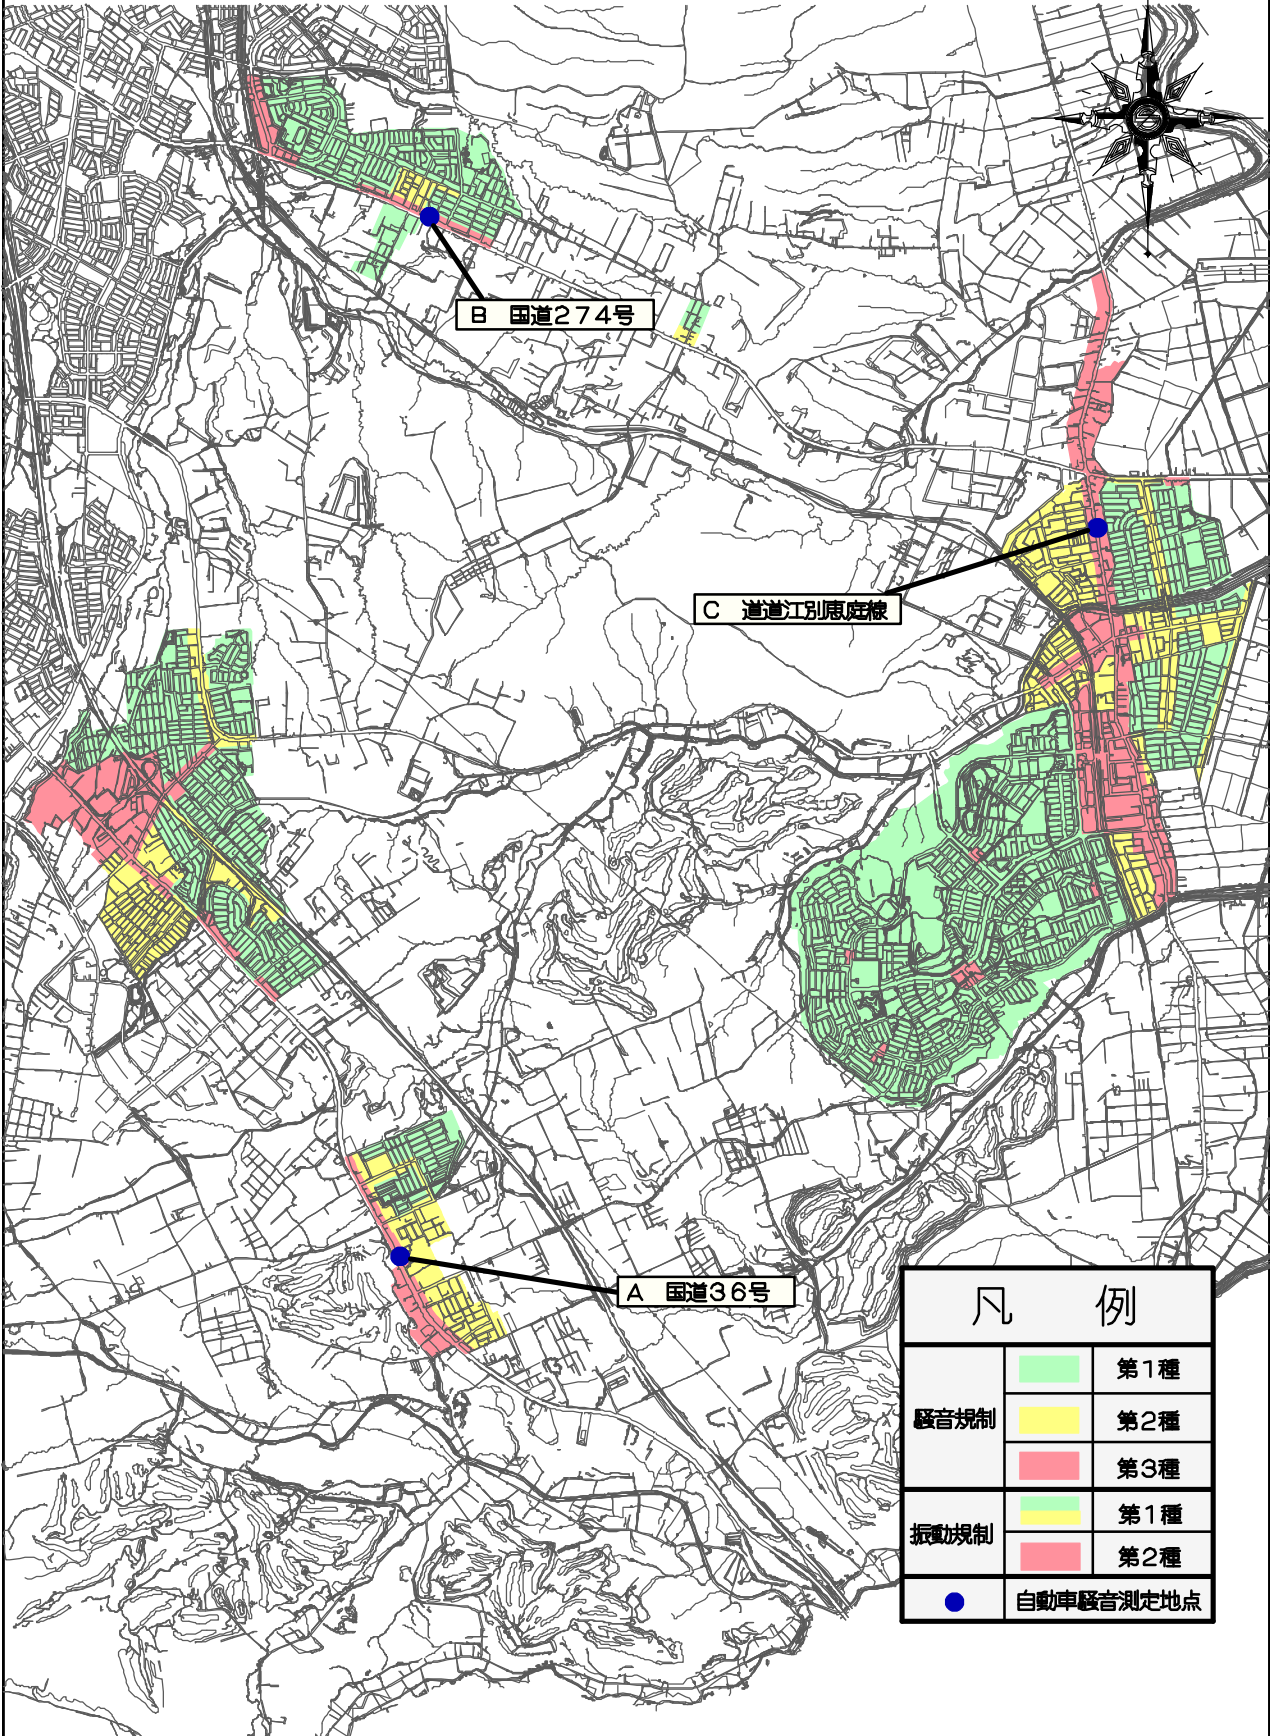 B 国道274号
C 道道江別恵庭線
A 国道36号
凡 例
騒音規制
第1種
第2種
第3種
振動規制
第1種
第2種
自動車騒音測定地点